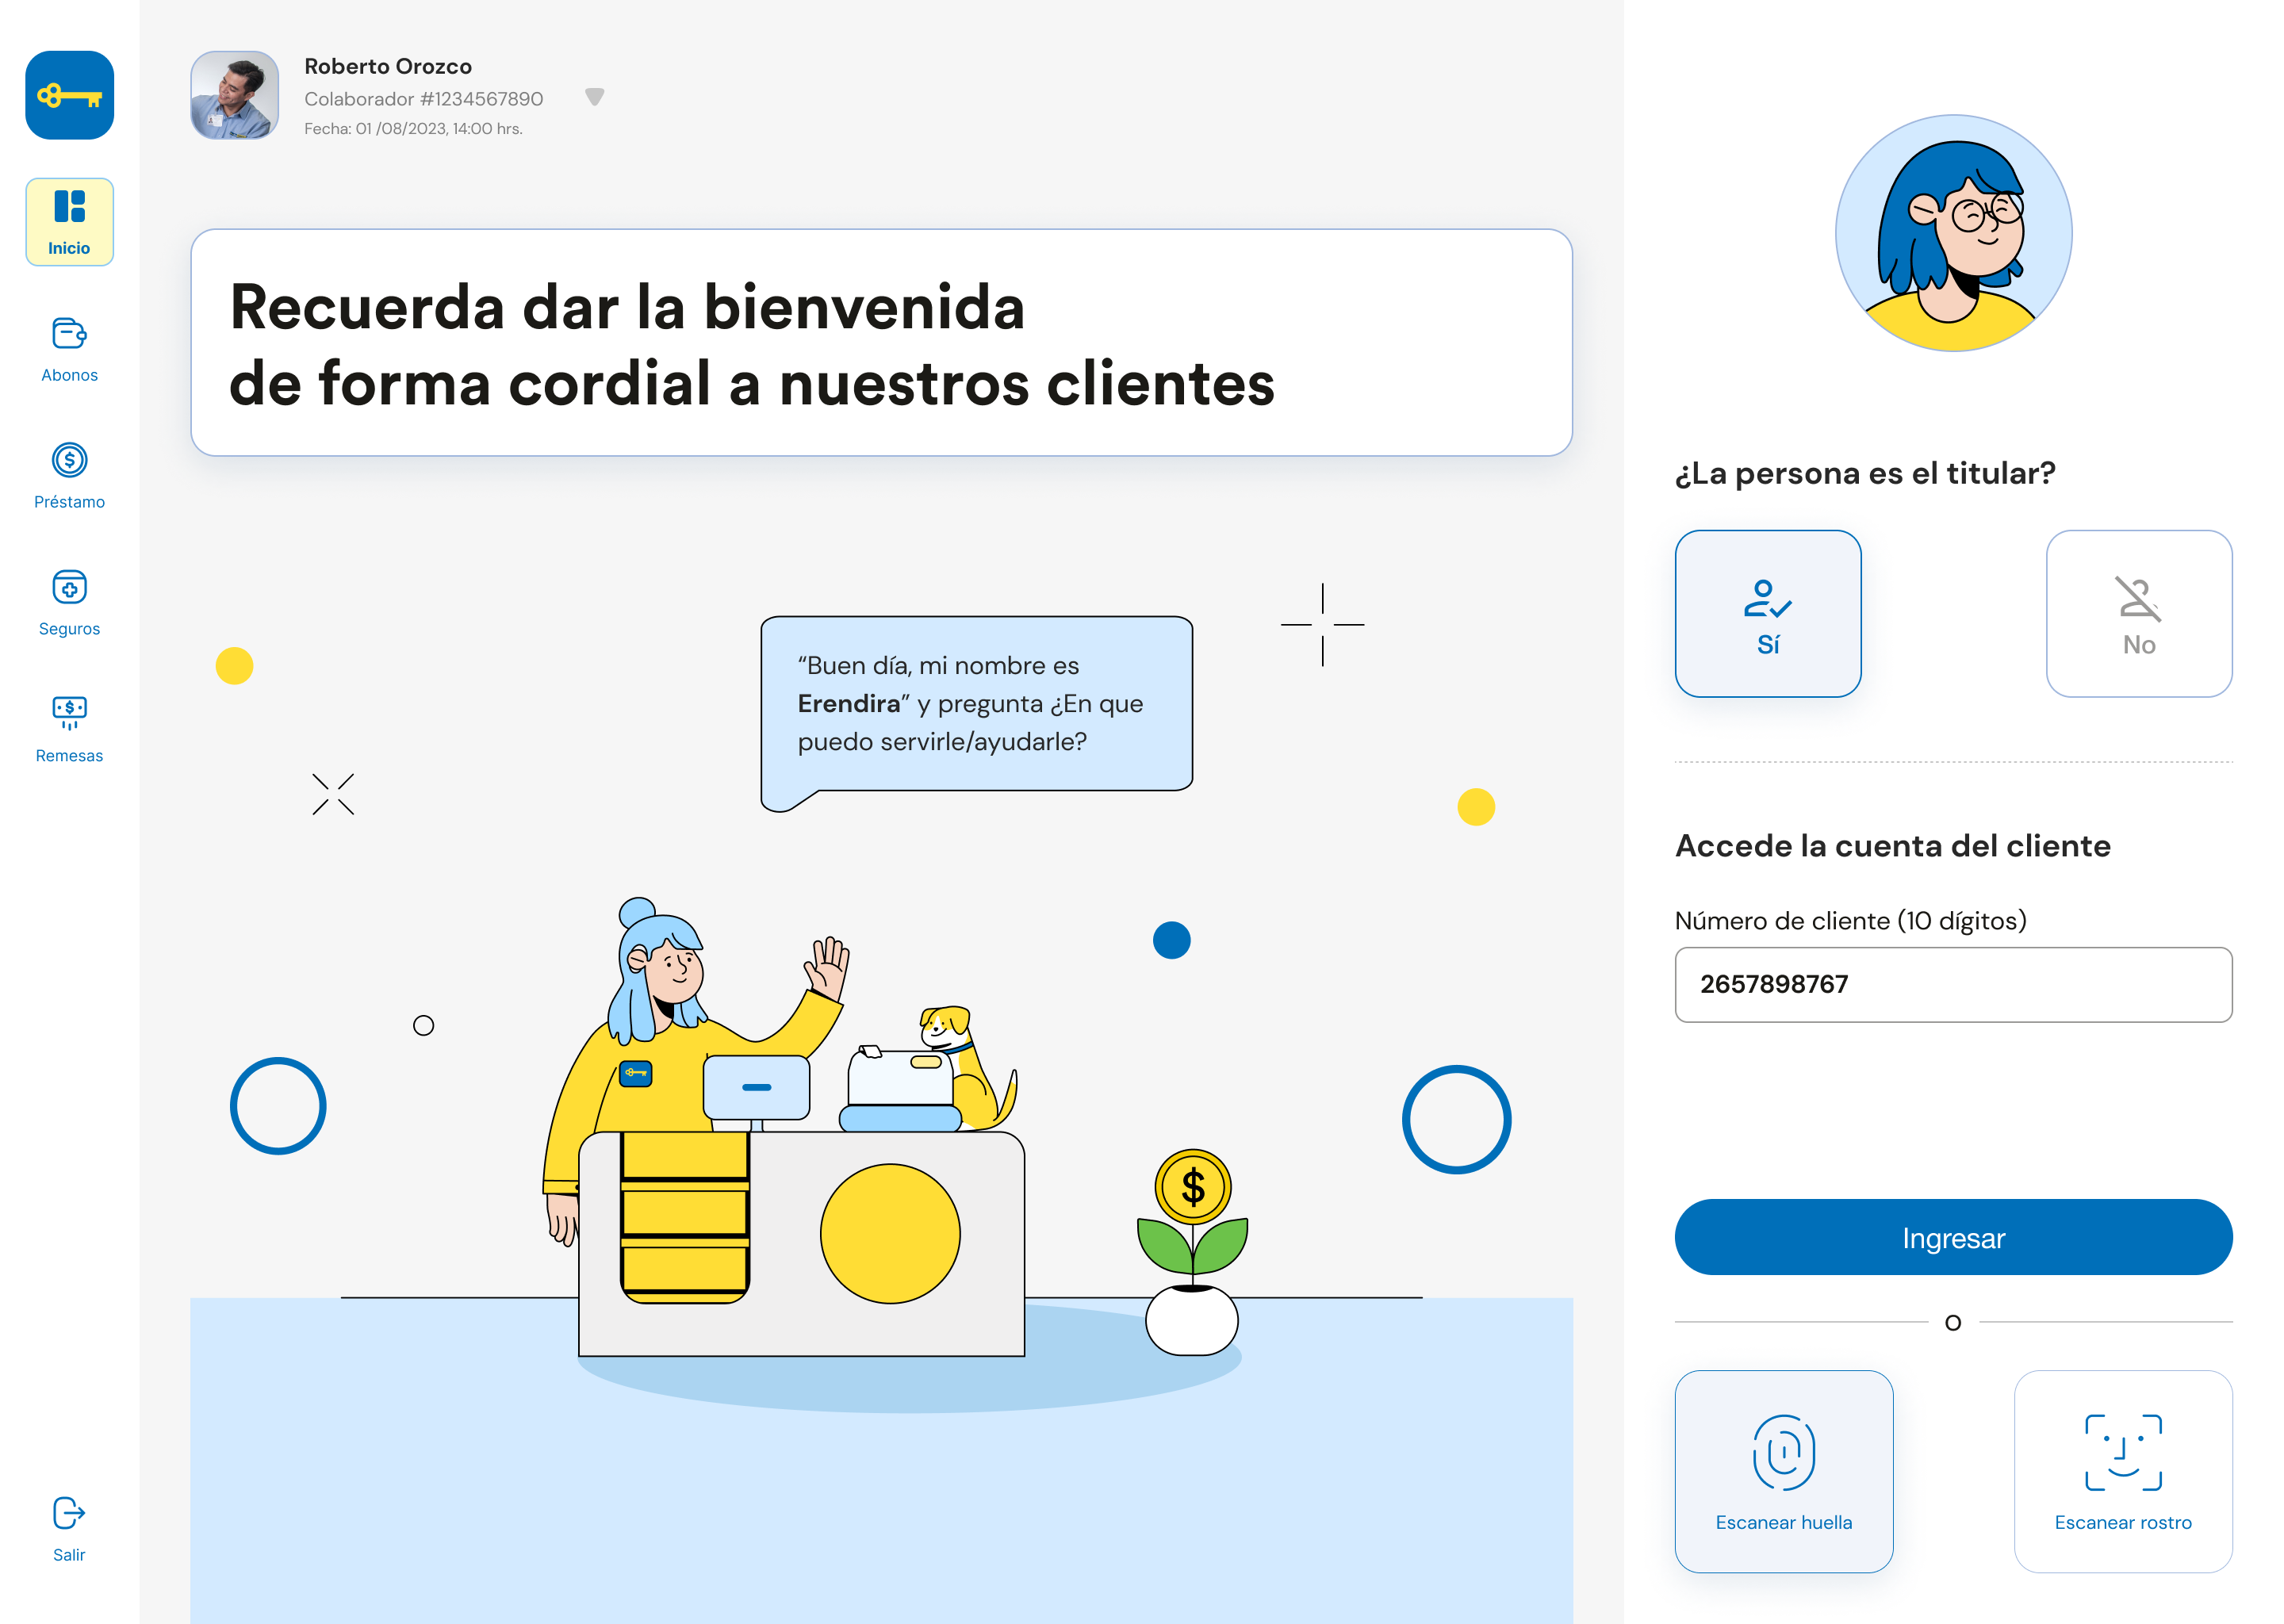 Inicio
Abonos
Préstamo
Seguros
Remesas
Salir
Roberto Orozco
Colaborador #1234567890
Fecha: 01 /08/2023, 14:00 hrs.
Recuerda dar la bienvenida
de forma cordial a nuestros clientes
“Buen día, mi nombre es
Erendira” y pregunta ¿En que
puedo servirle/ayudarle?
$
¿La persona es el titular?
Sí
No
Accede la cuenta del cliente
Número de cliente (10 dígitos)
2657898767
Ingresar
O
Escanear huella
Escanear rostro